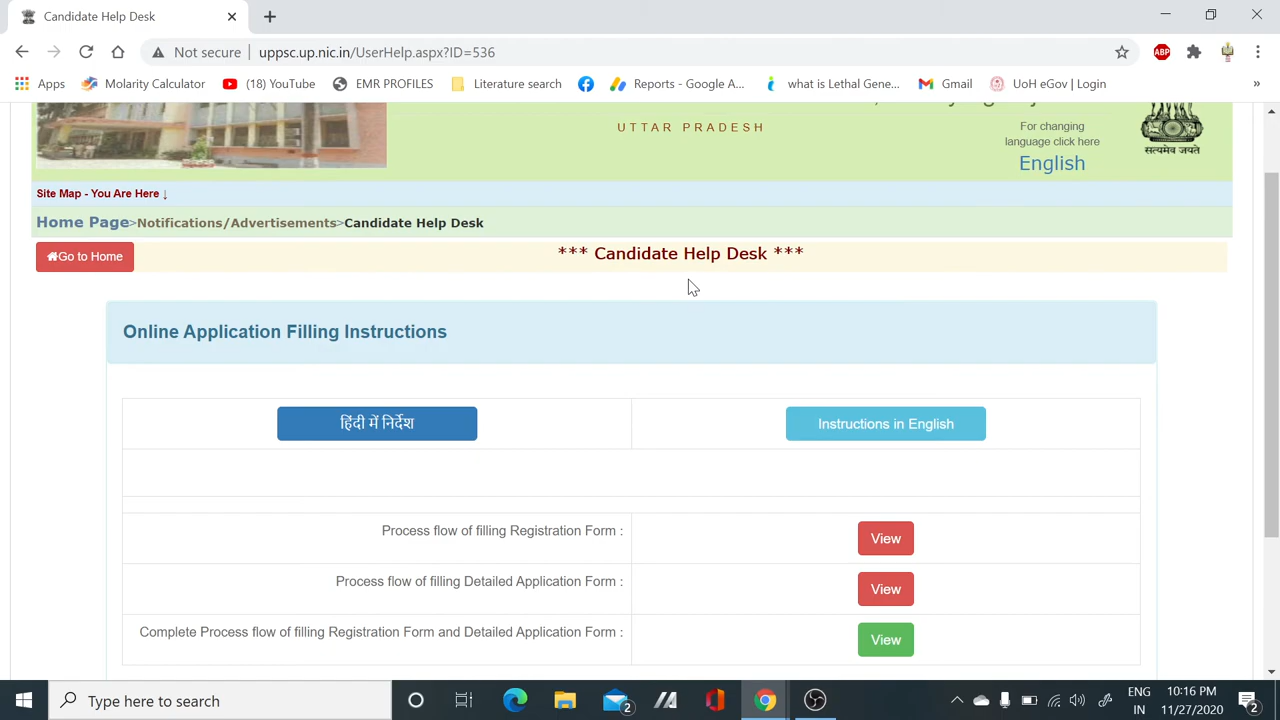 Candidate Help Desk
Not secure | uppsc.up.nic.in/UserHelp.aspx?ID=536
ABP
Apps Molarity Calculator (18) YouTube EMR PROFILES Literature search Reports - Google A... what is Lethal Gene... Gmail UoH eGov | Login »
UTTAR PRADESH
For changing
language click here
English
सत्यमेव जयते
Site Map - You Are Here ↓
Home Page>Notifications/Advertisements>Candidate Help Desk
Go to Home
*** Candidate Help Desk ***
Online Application Filling Instructions
हिंदी में निर्देश
Instructions in English
Process flow of filling Registration Form : View
Process flow of filling Detailed Application Form : View
Complete Process flow of filling Registration Form and Detailed Application Form : View
Type here to search
2
ENG
IN
10:16 PM
11/27/2020
2